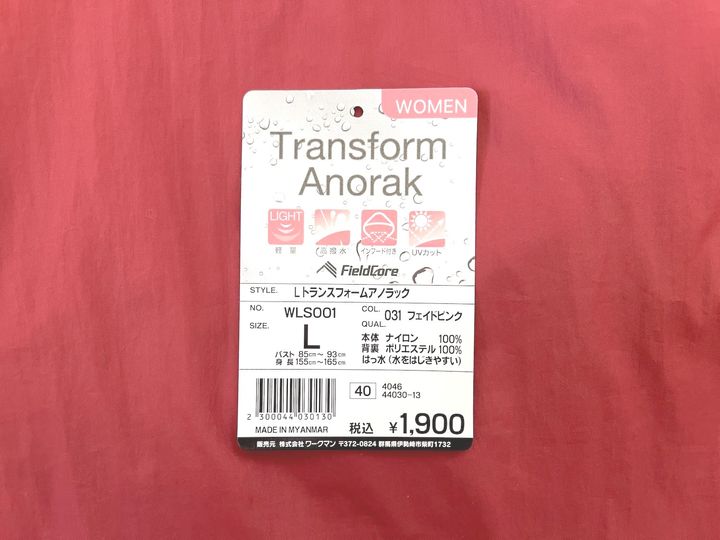 WOMEN
Transform
Anorak
LIGHT
軽量 高撥水 インフード付き UVカット
FieldCore
STYLE. Lトランスフォームアノラック
NO. WLS001 COL. 031 フェイドピンク
SIZE. L QUAL.
バスト 85cm～ 93cm
身長 155cm～165cm
本体 ナイロン 100%
背裏 ポリエステル 100%
はっ水 (水をはじきやすい)
2 300044 030130
40 4046
44030-13
MADE IN MYANMAR 税込 ¥1,900
販売元 株式会社 ワークマン 〒372-0824 群馬県伊勢崎市柴町1732